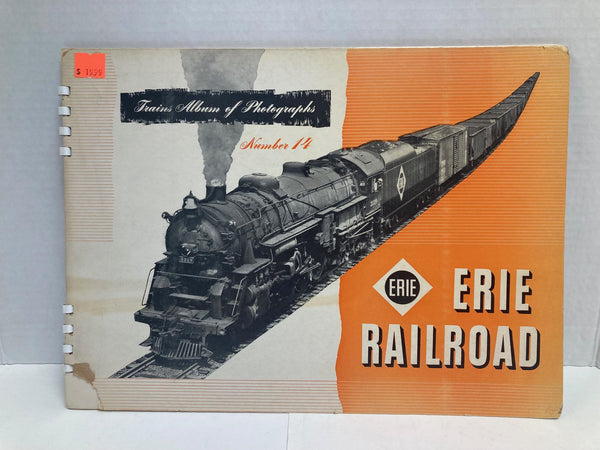 Trains Album of Photographs
Number 14
ERIE
ERIE
RAILROAD